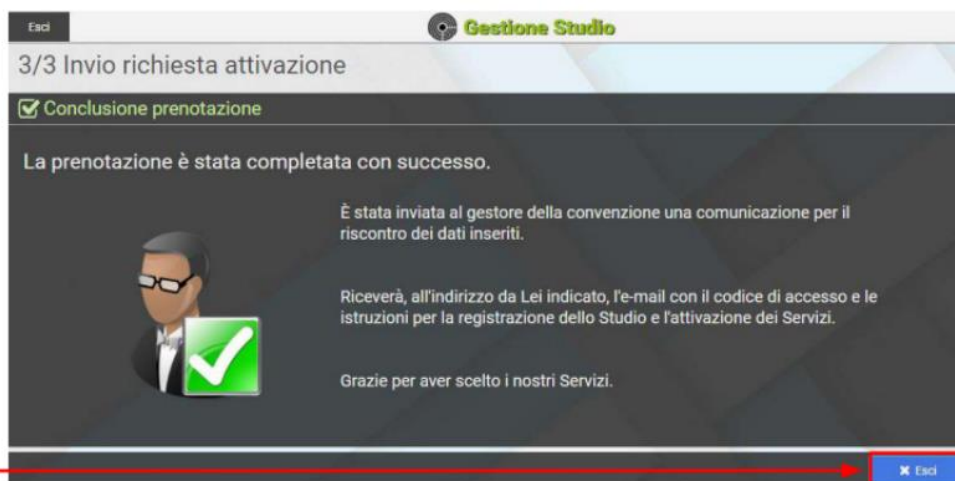 Esci
Gestione Studio
3/3 Invio richiesta attivazione
Conclusione prenotazione
La prenotazione è stata completata con successo.
È stata inviata al gestore della convenzione una comunicazione per il
riscontro dei dati inseriti.
Riceverà, all'indirizzo da Lei indicato, l'e-mail con il codice di accesso e le
istruzioni per la registrazione dello Studio e l'attivazione dei Servizi.
Grazie per aver scelto i nostri Servizi.
Esci